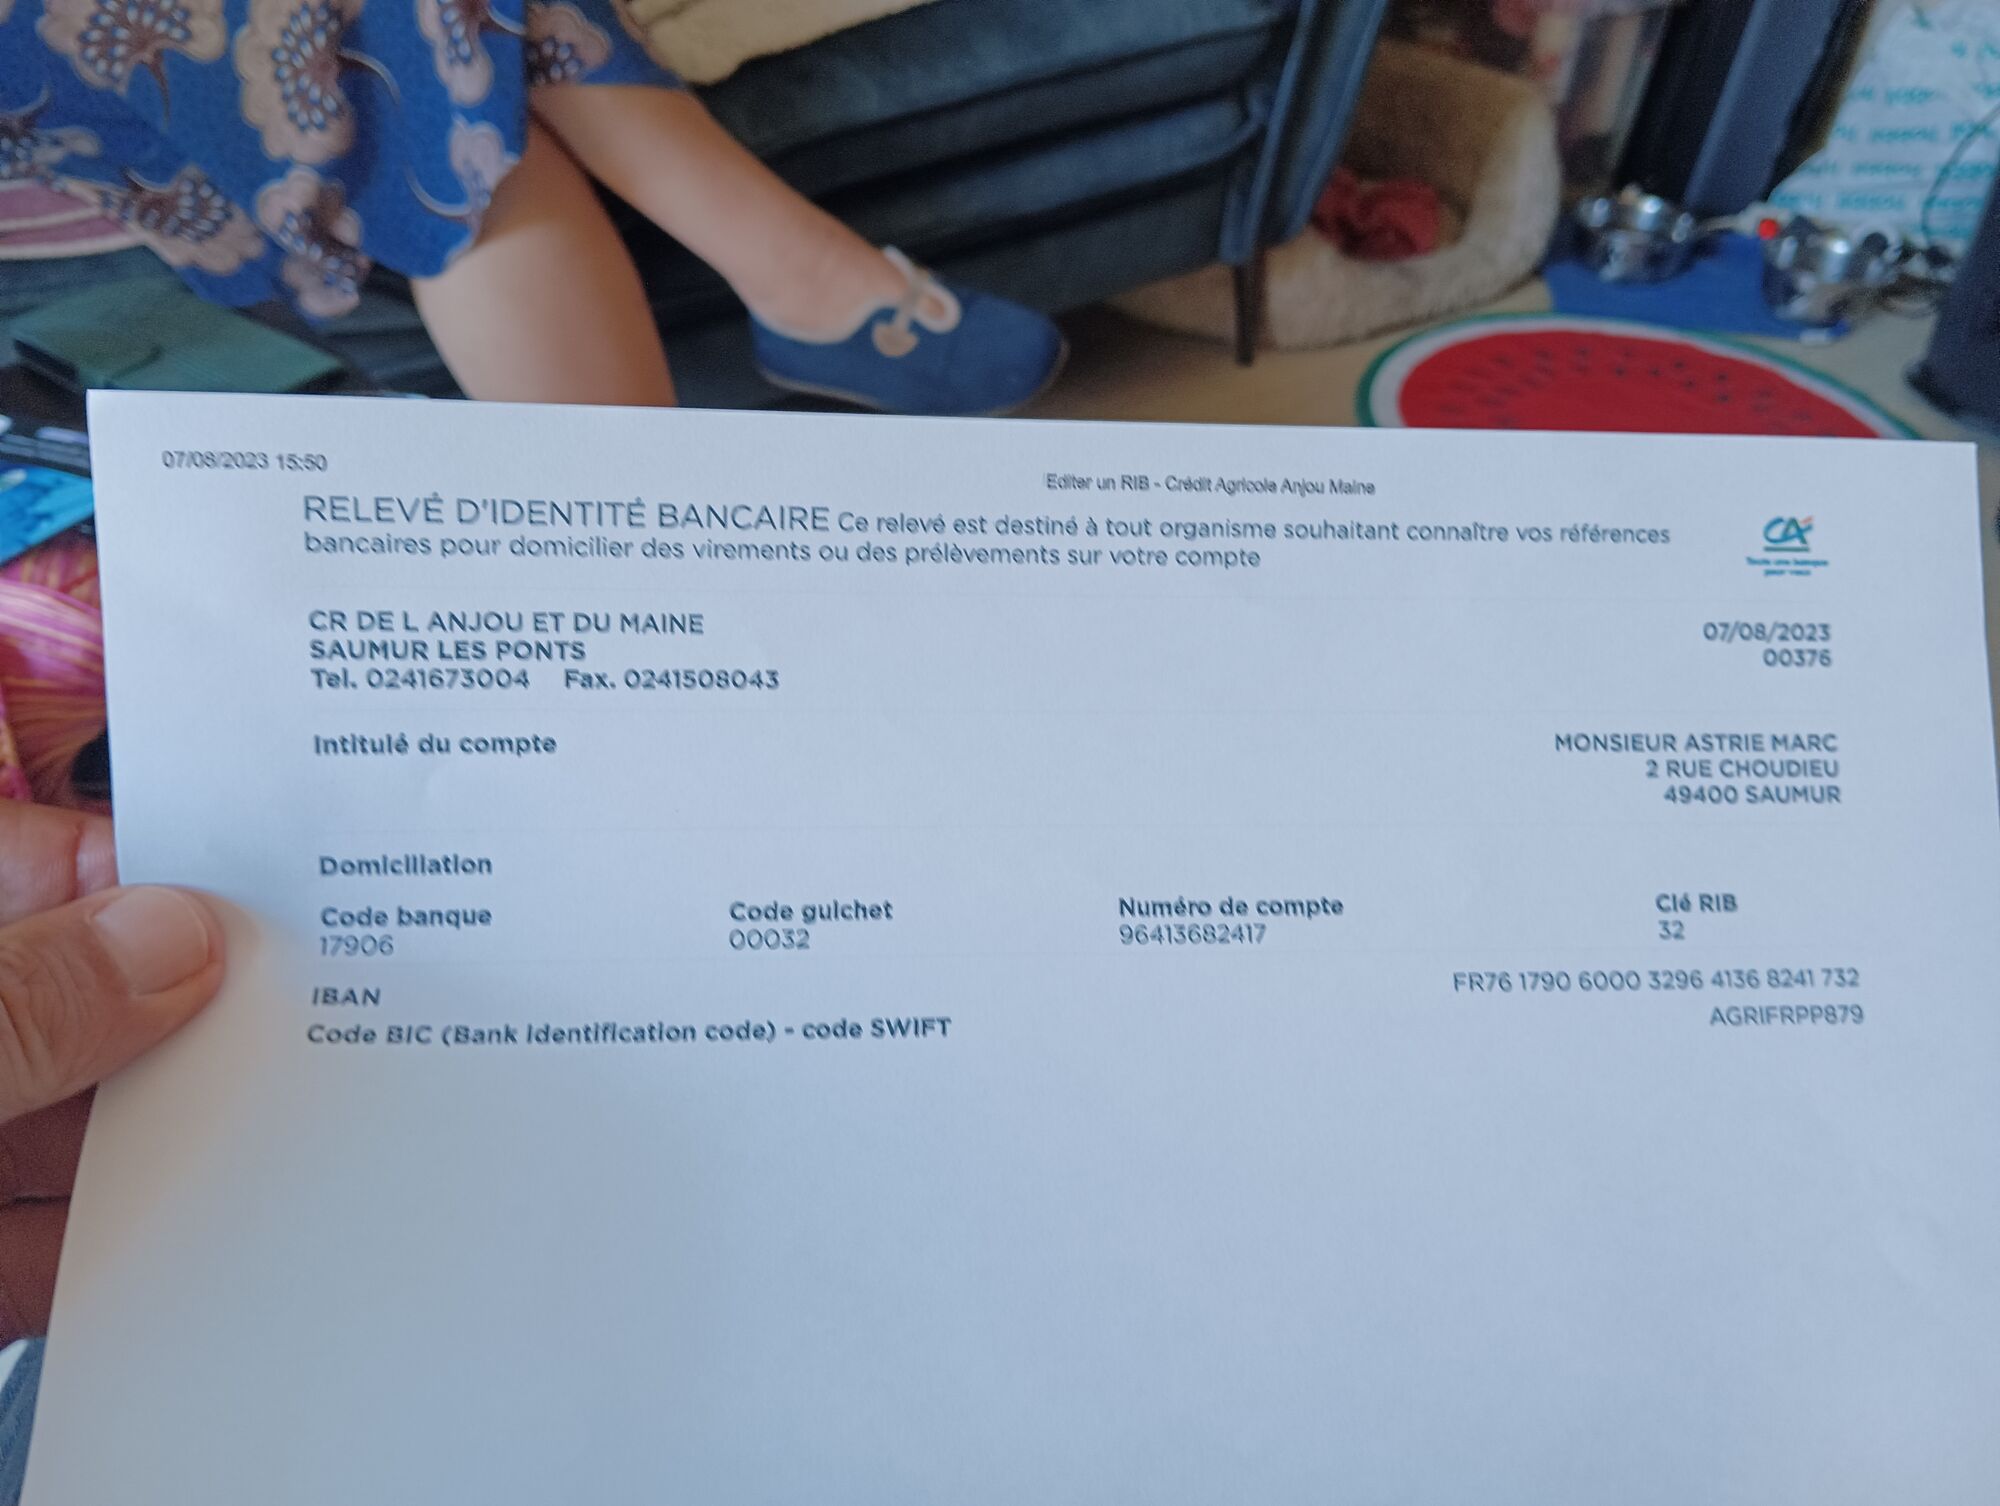 07/08/2023 15:50
Editer un RIB - Crédit Agricole Anjou Maine
RELEVÉ D'IDENTITÉ BANCAIRE Ce relevé est destiné à tout organisme souhaitant connaître vos références
bancaires pour domicilier des virements ou des prélèvements sur votre compte
CA
Toute une banque
pour vous
CR DE L ANJOU ET DU MAINE
SAUMUR LES PONTS
Tel. 0241673004 Fax. 0241508043
07/08/2023
00376
Intitulé du compte
MONSIEUR ASTRIE MARC
2 RUE CHOUDIEU
49400 SAUMUR
Domiciliation
Code banque Code guichet Numéro de compte Clé RIB
17906 00032 96413682417 32
IBAN FR76 1790 6000 3296 4136 8241 732
Code BIC (Bank Identification code) - code SWIFT AGRIFRPP879